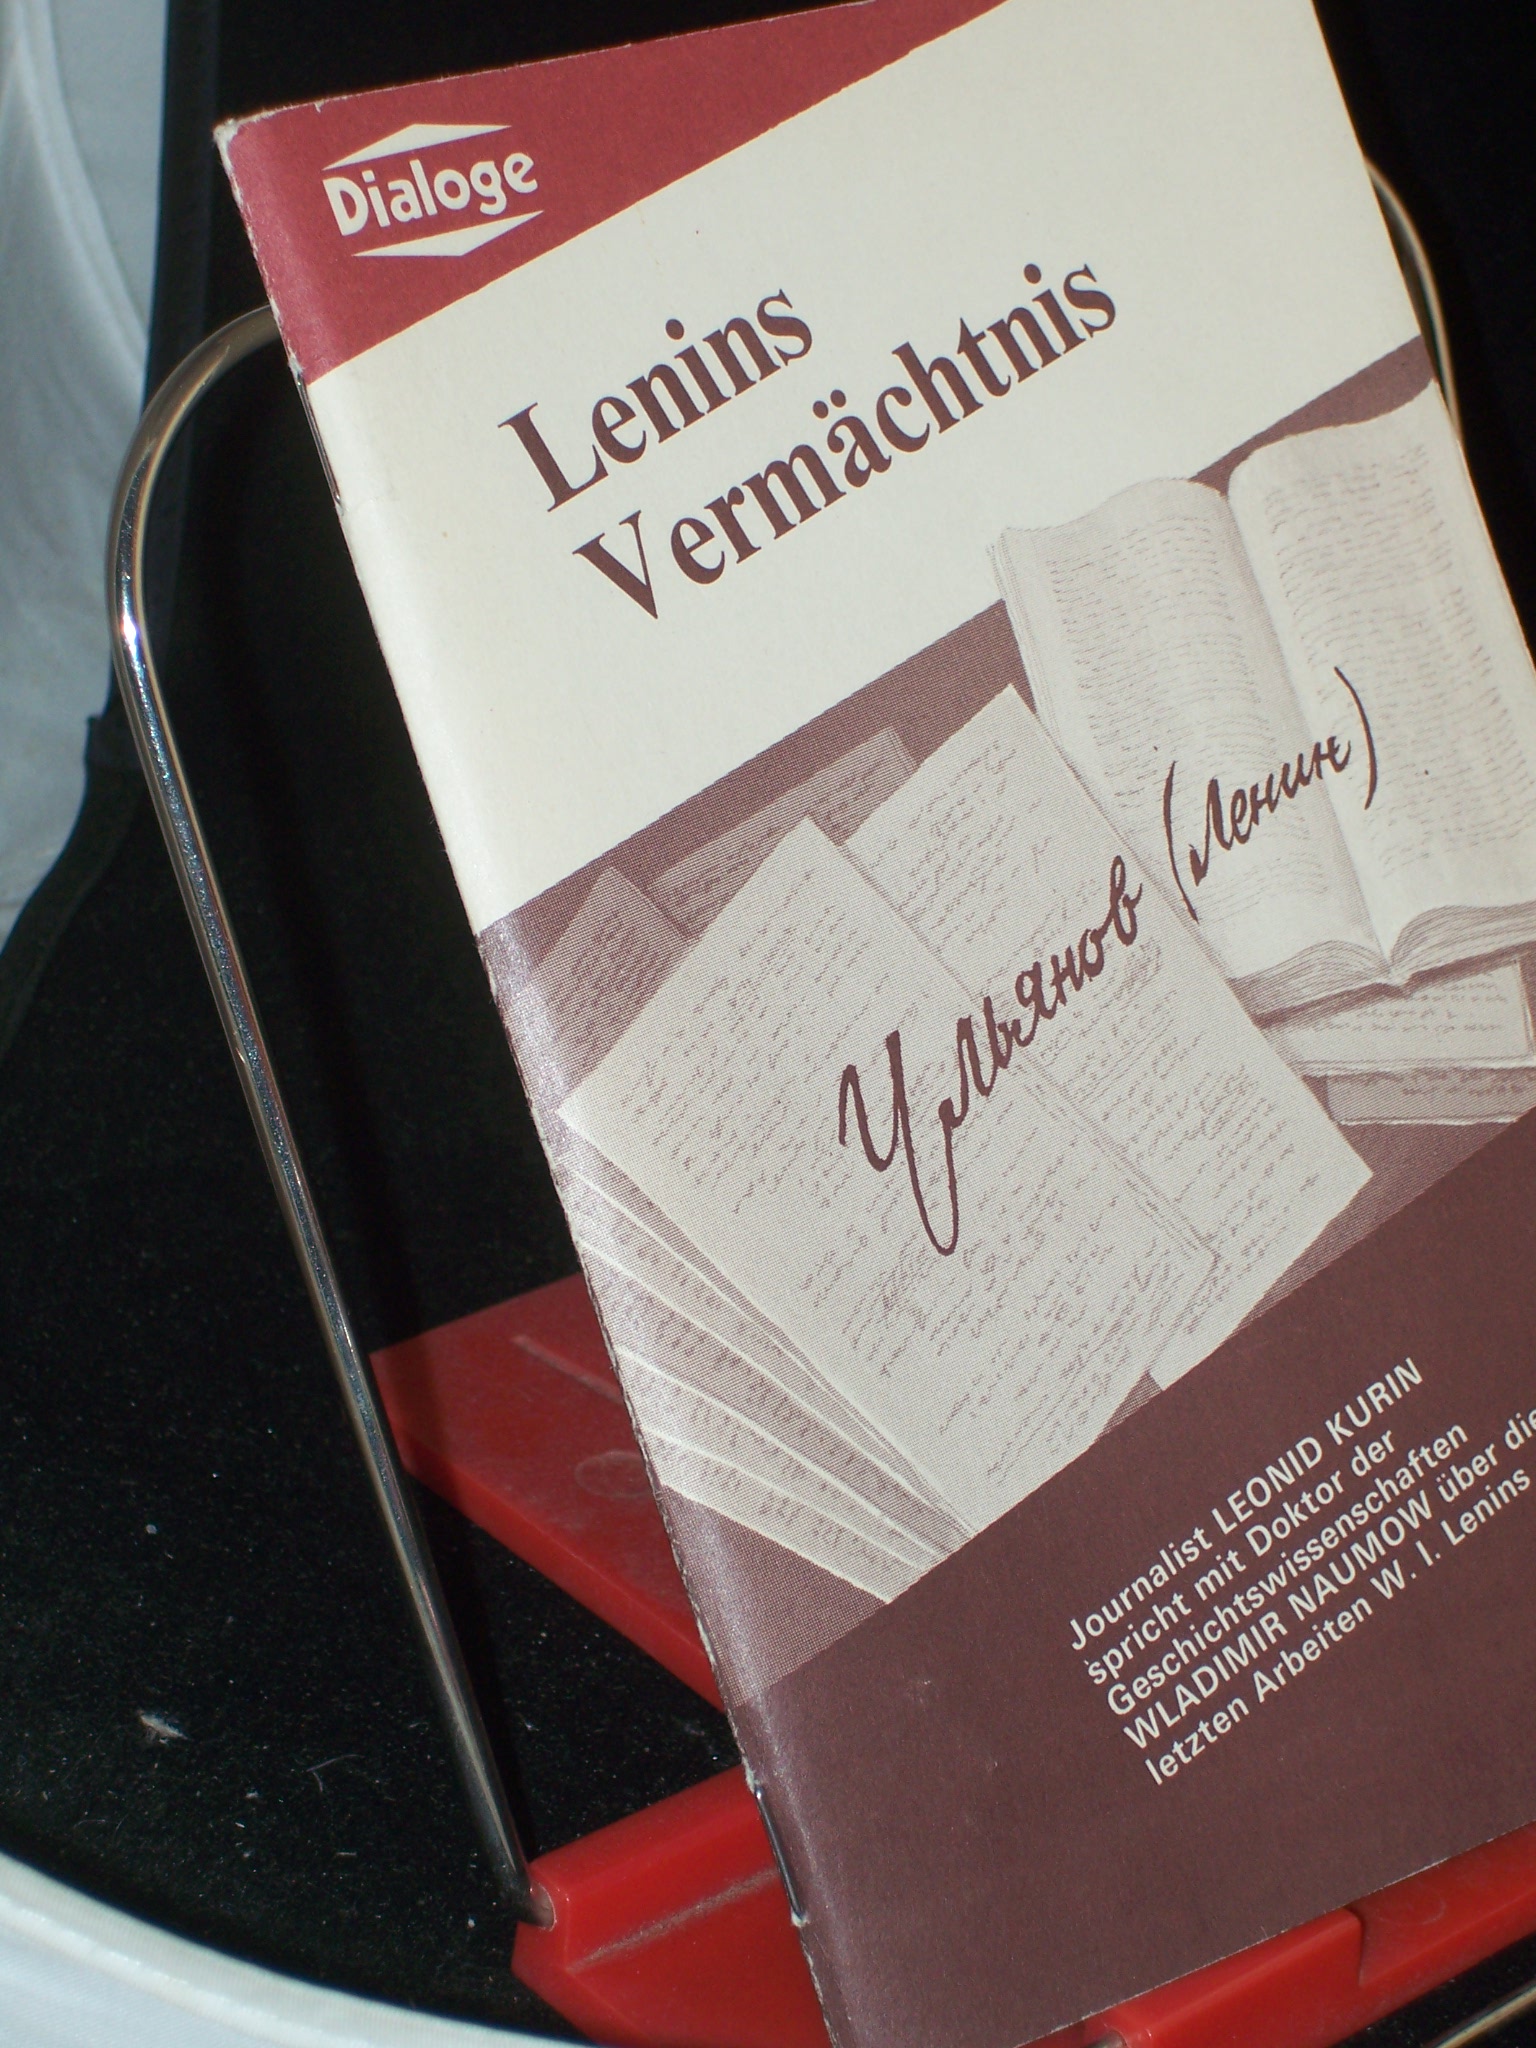 Dialoge
Lenins
Vermächtnis
Ульянов (Ленин)
Journalist LEONID KURIN
spricht mit Doktor der
Geschichtswissenschaften
WLADIMIR NAUMOW über die
letzten Arbeiten W. I. Lenins